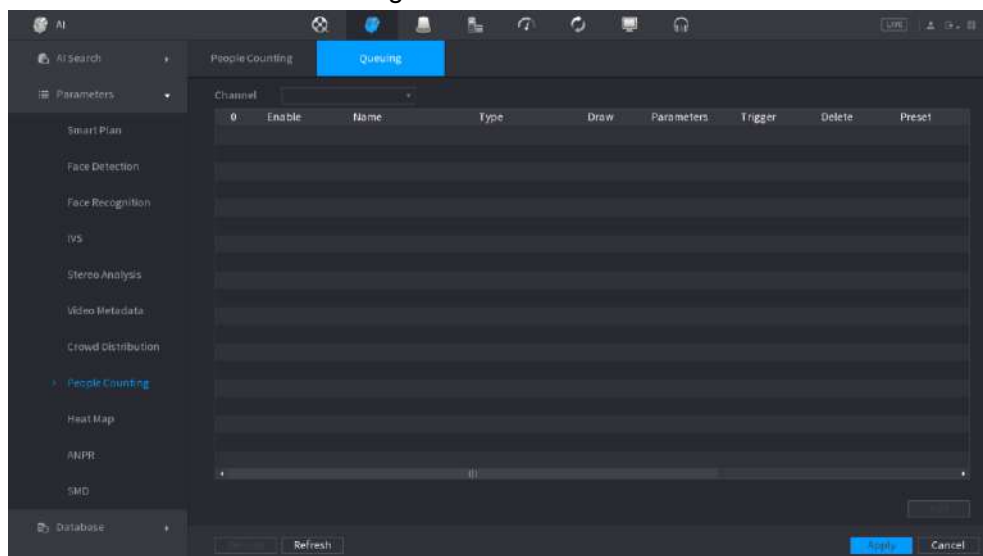 AI
LIVE
AI Search
People Counting
Queuing
Parameters
Channel
0 Enable Name Type Draw Parameters Trigger Delete Preset
Smart Plan
Face Detection
Face Recognition
IVS
Stereo Analysis
Video Metadata
Crowd Distribution
People Counting
Heat Map
ANPR
SMD
Database
Refresh
Apply
Cancel